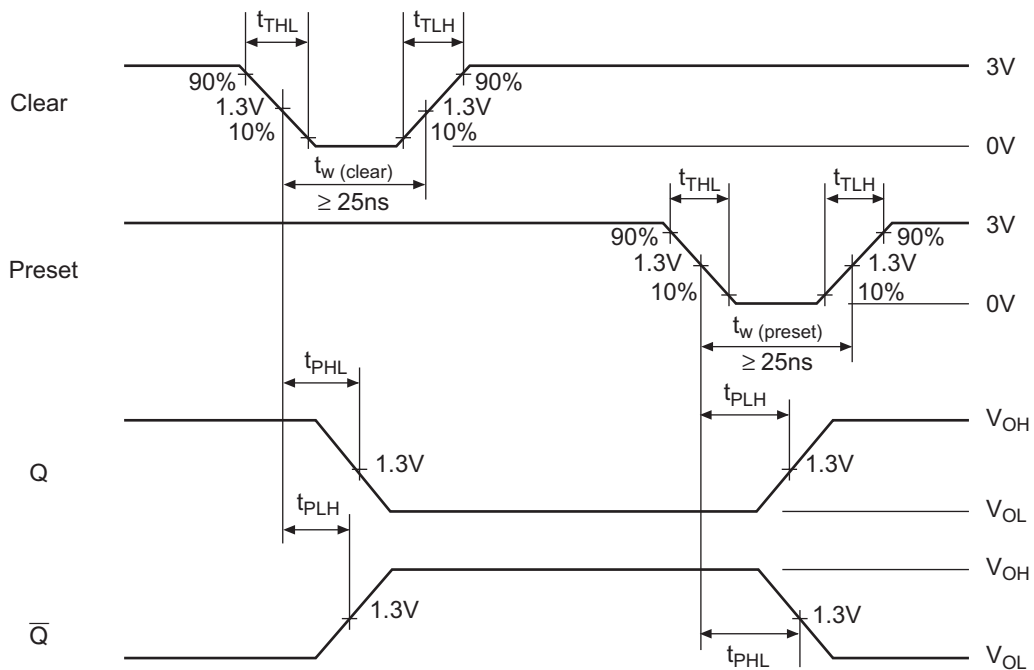 tTHL tTLH
90% 90% 3V
Clear 1.3V 1.3V
10% 10%
0V
tw (clear)
≥ 25ns
tTHL tTLH
90% 90% 3V
Preset 1.3V 1.3V
10% 10% 0V
tw (preset)
≥ 25ns
tPHL
tPLH
VOH
Q 1.3V 1.3V
tPLH
VOL
VOH
Q̅ 1.3V 1.3V
tPHL VOL